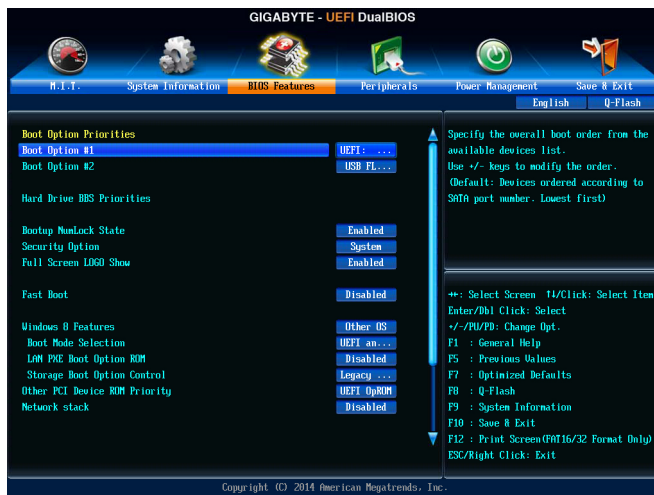 GIGABYTE - UEFI DualBIOS
M.I.T. System Information BIOS Features Peripherals Power Management Save & Exit
English Q-Flash
Boot Option Priorities
Boot Option #1 UEFI: ...
Boot Option #2 USB FL...
Hard Drive BBS Priorities
Bootup NumLock State Enabled
Security Option System
Full Screen LOGO Show Enabled
Fast Boot Disabled
Windows 8 Features Other OS
Boot Mode Selection UEFI an...
LAN PXE Boot Option ROM Disabled
Storage Boot Option Control Legacy ...
Other PCI Device ROM Priority UEFI OpROM
Network stack Disabled
Specify the overall boot order from the
available devices list.
Use +/- keys to modify the order.
(Default: Devices ordered according to
SATA port number. Lowest first)
→←: Select Screen ↑↓/Click: Select Item
Enter/Dbl Click: Select
+/-/PU/PD: Change Opt.
F1 : General Help
F5 : Previous Values
F7 : Optimized Defaults
F8 : Q-Flash
F9 : System Information
F10 : Save & Exit
F12 : Print Screen(FAT16/32 Format Only)
ESC/Right Click: Exit
Copyright (C) 2014 American Megatrends, Inc.